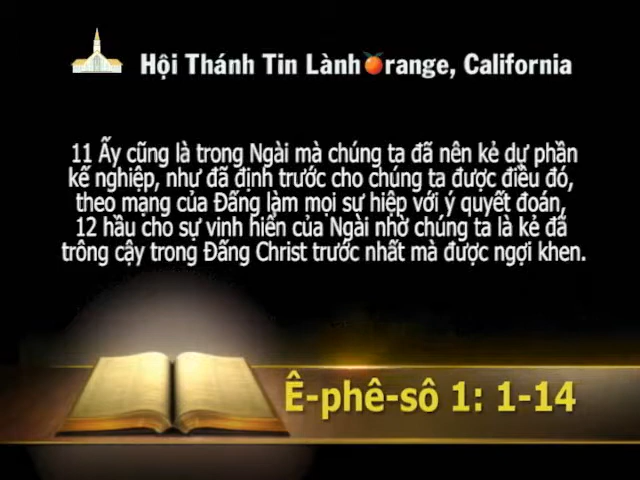 Hội Thánh Tin Lành Orange, California
11 Ấy cũng là trong Ngài mà chúng ta đã nên kẻ dự phần
kế nghiệp, như đã định trước cho chúng ta được điều đó,
theo mạng của Đấng làm mọi sự hiệp với ý quyết đoán,
12 hầu cho sự vinh hiển của Ngài nhờ chúng ta là kẻ đã
trông cậy trong Đấng Christ trước nhất mà được ngợi khen.
Ê-phê-sô 1: 1-14